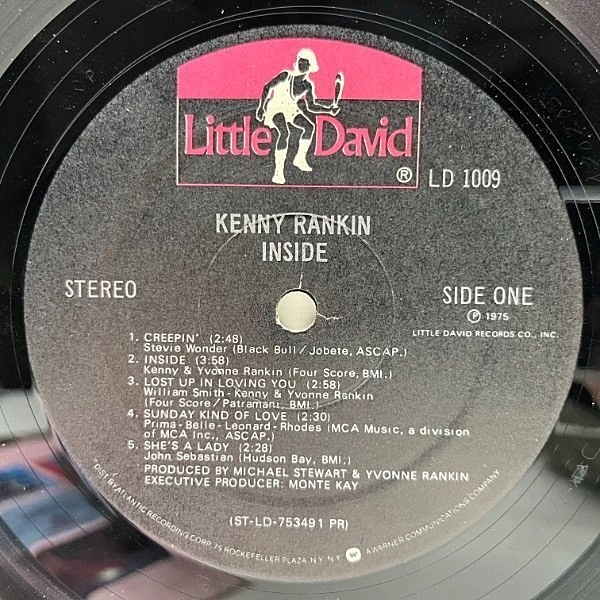 Little David
® LD 1009
KENNY RANKIN
INSIDE
STEREO
SIDE ONE
℗ 1975
LITTLE DAVID RECORDS CO., INC.
1. CREEPIN' (2:48)
Stevie Wonder (Black Bull/Jobete, ASCAP.)
2. INSIDE (3:58)
Kenny & Yvonne Rankin (Four Score, BMI.)
3. LOST UP IN LOVING YOU (2:58)
William Smith-Kenny & Yvonne Rankin
(Four Score/Patramani, BMI.)
4. SUNDAY KIND OF LOVE (2:30)
Prima-Belle-Leonard-Rhodes (MCA Music, a division
of MCA Inc., ASCAP.)
5. SHE'S A LADY (2:28)
John Sebastian (Hudson Bay, BMI.)
PRODUCED BY MICHAEL STEWART & YVONNE RANKIN
EXECUTIVE PRODUCER: MONTE KAY
(ST-LD-753491 PR)
DIST. BY ATLANTIC RECORDING CORP. 75 ROCKEFELLER PLAZA, NY. NY. A WARNER COMMUNICATIONS COMPANY